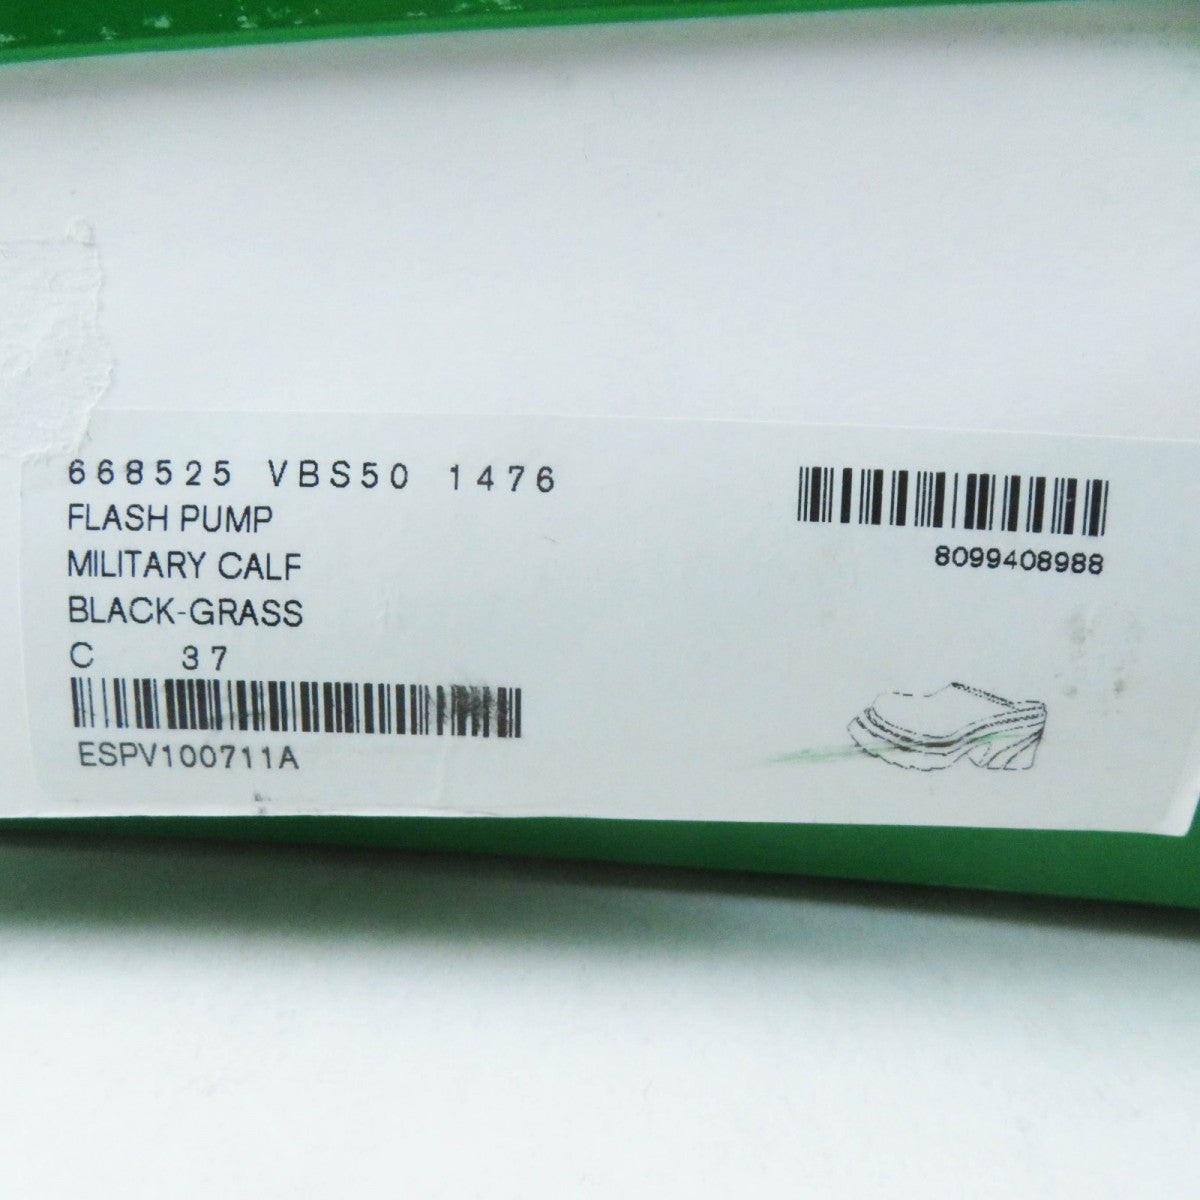 668525 VBS50 1476
FLASH PUMP
MILITARY CALF
BLACK-GRASS
C 37
ESPV100711A
8099408988